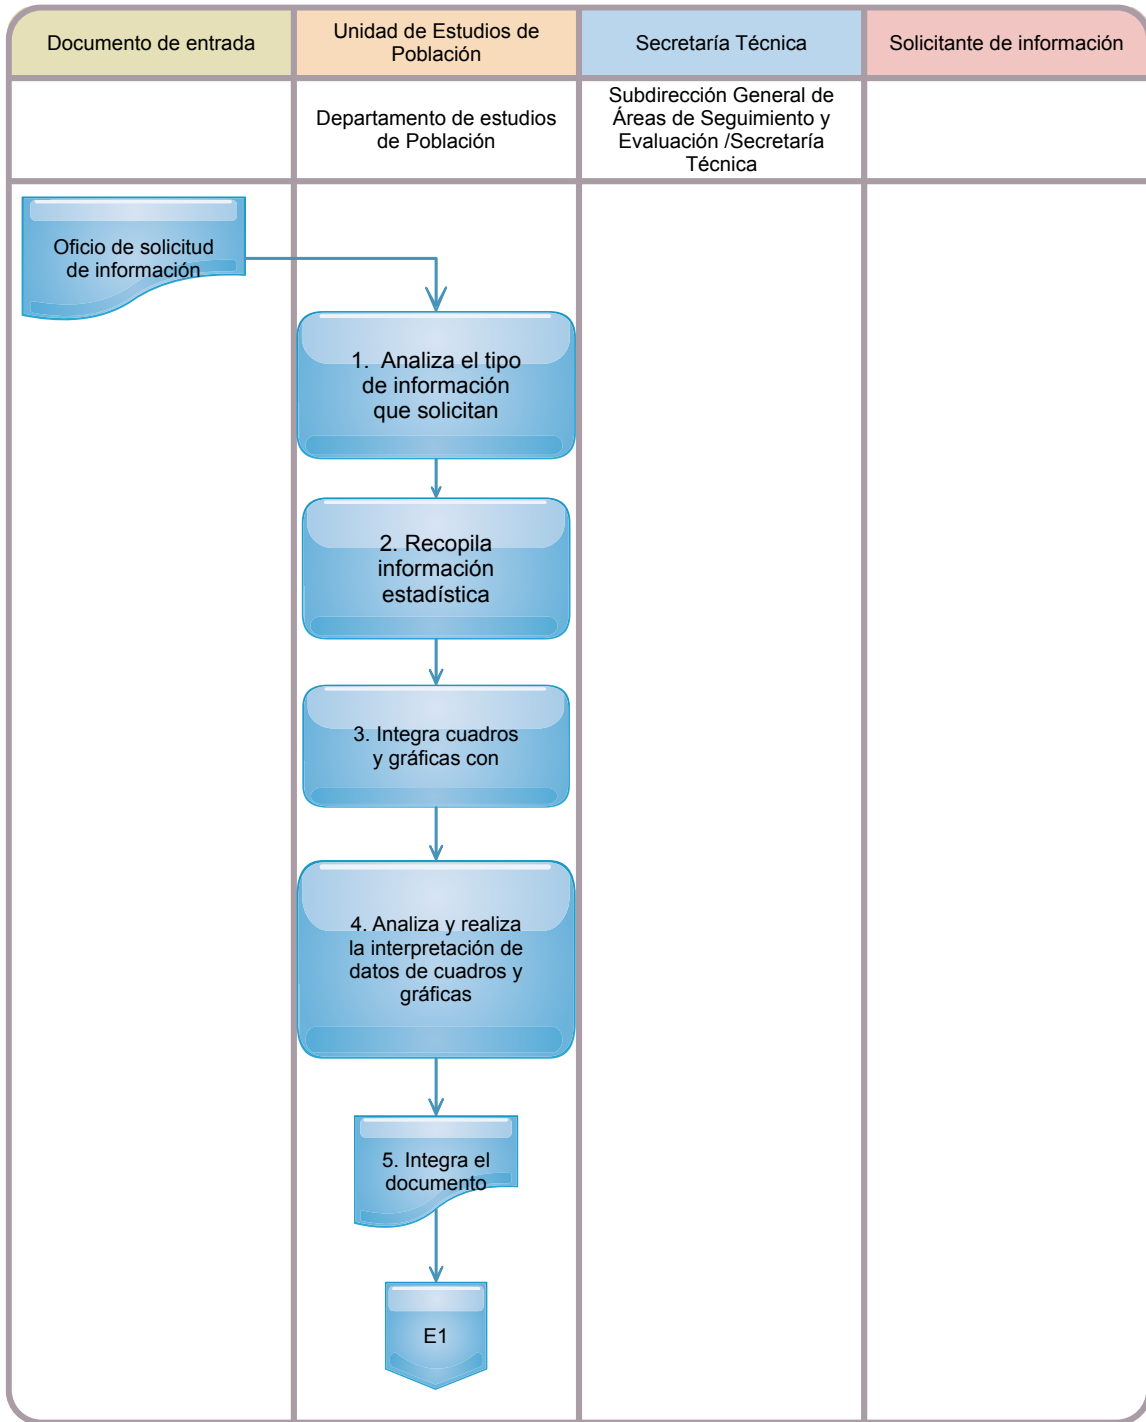 Documento de entrada
Unidad de Estudios de
Población
Secretaría Técnica
Solicitante de información
Departamento de estudios
de Población
Subdirección General de
Áreas de Seguimiento y
Evaluación /Secretaría
Técnica
Oficio de solicitud
de información
1. Analiza el tipo
de información
que solicitan
2. Recopila
información
estadística
3. Integra cuadros
y gráficas con
4. Analiza y realiza
la interpretación de
datos de cuadros y
gráficas
5. Integra el
documento
E1